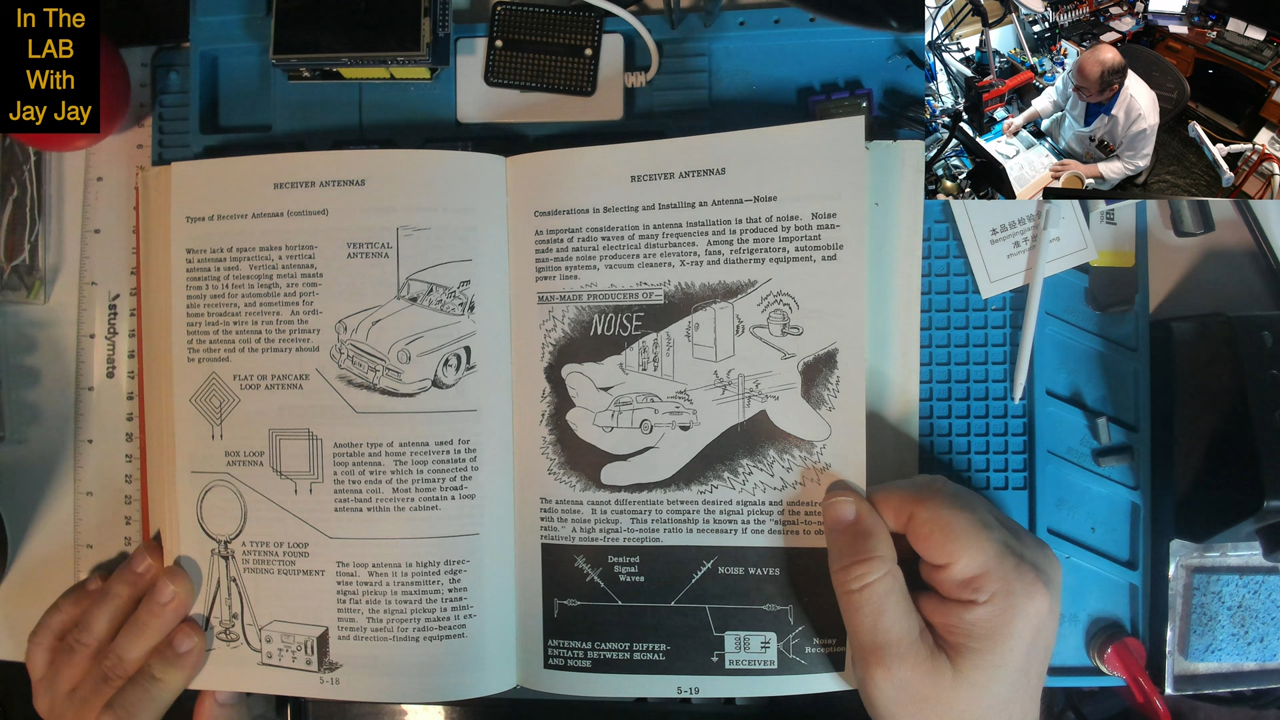 In The
LAB
With
Jay Jay
RECEIVER ANTENNAS
Types of Receiver Antennas (continued)
Where lack of space makes horizon-
tal antennas impractical, a vertical
antenna is used. Vertical antennas,
consisting of telescoping metal masts
from 3 to 14 feet in length, are com-
monly used for automobile and port-
able receivers, and sometimes for
home broadcast receivers. An ordi-
nary lead-in wire is run from the
bottom of the antenna to the primary
of the antenna coil of the receiver.
The other end of the primary should
be grounded.
VERTICAL
ANTENNA
FLAT OR PANCAKE
LOOP ANTENNA
BOX LOOP
ANTENNA
Another type of antenna used for
portable and home receivers is the
loop antenna. The loop consists of
a coil of wire which is connected to
the two ends of the primary of the
antenna coil. Most home broad-
cast-band receivers contain a loop
antenna within the cabinet.
A TYPE OF LOOP
ANTENNA FOUND
IN DIRECTION
FINDING EQUIPMENT
The loop antenna is highly direc-
tional. When it is pointed edge-
wise toward a transmitter, the
signal pickup is maximum; when
its flat side is toward the trans-
mitter, the signal pickup is mini-
mum. This property makes it ex-
tremely useful for radio-beacon
and direction-finding equipment.
5-18
RECEIVER ANTENNAS
Considerations in Selecting and Installing an Antenna—Noise
An important consideration in antenna installation is that of noise. Noise
consists of radio waves of many frequencies and is produced by both man-
made and natural electrical disturbances. Among the more important
man-made noise producers are elevators, fans, refrigerators, automobile
ignition systems, vacuum cleaners, X-ray and diathermy equipment, and
power lines.
MAN-MADE PRODUCERS OF—
NOISE
The antenna cannot differentiate between desired signals and undesire
radio noise. It is customary to compare the signal pickup of the ante
with the noise pickup. This relationship is known as the "signal-to-no
ratio." A high signal-to-noise ratio is necessary if one desires to ob
relatively noise-free reception.
Desired
Signal
Waves
NOISE WAVES
ANTENNAS CANNOT DIFFER-
ENTIATE BETWEEN SIGNAL
AND NOISE
RECEIVER
Noisy
Reception
5-19
studymate
本品经检验
Benpinjingjian
准予出
zhunyu